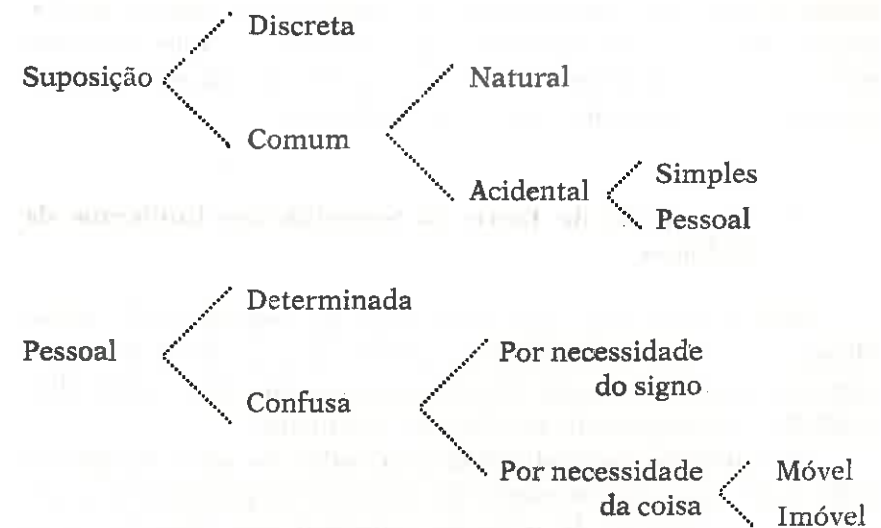 Discreta
Suposição
Natural
Comum
Simples
Acidental
Pessoal
Determinada
Pessoal
Por necessidade
do signo
Confusa
Por necessidade
Móvel
da coisa
Imóvel